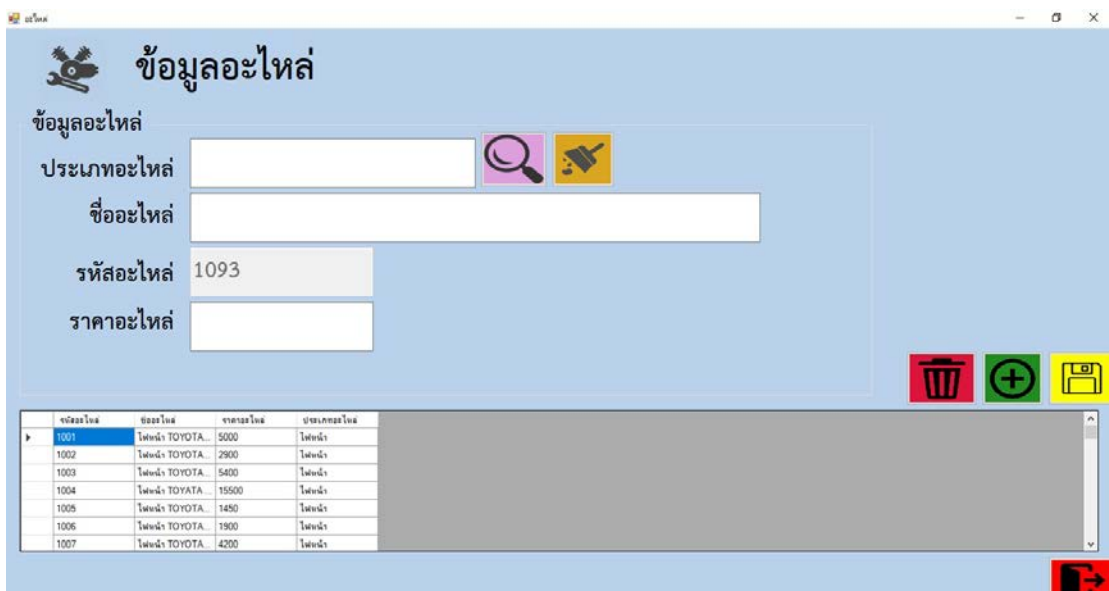 อะไหล่
ข้อมูลอะไหล่
ข้อมูลอะไหล่
ประเภทอะไหล่
ชื่ออะไหล่
รหัสอะไหล่ 1093
ราคาอะไหล่
รหัสอะไหล่ ชื่ออะไหล่ ราคาอะไหล่ ประเภทอะไหล่
1001 ไฟหน้า TOYOTA... 5000 ไฟหน้า
1002 ไฟหน้า TOYOTA... 2900 ไฟหน้า
1003 ไฟหน้า TOYOTA... 5400 ไฟหน้า
1004 ไฟหน้า TOYATA ... 15500 ไฟหน้า
1005 ไฟหน้า TOYOTA... 1450 ไฟหน้า
1006 ไฟหน้า TOYOTA... 1900 ไฟหน้า
1007 ไฟหน้า TOYOTA... 4200 ไฟหน้า